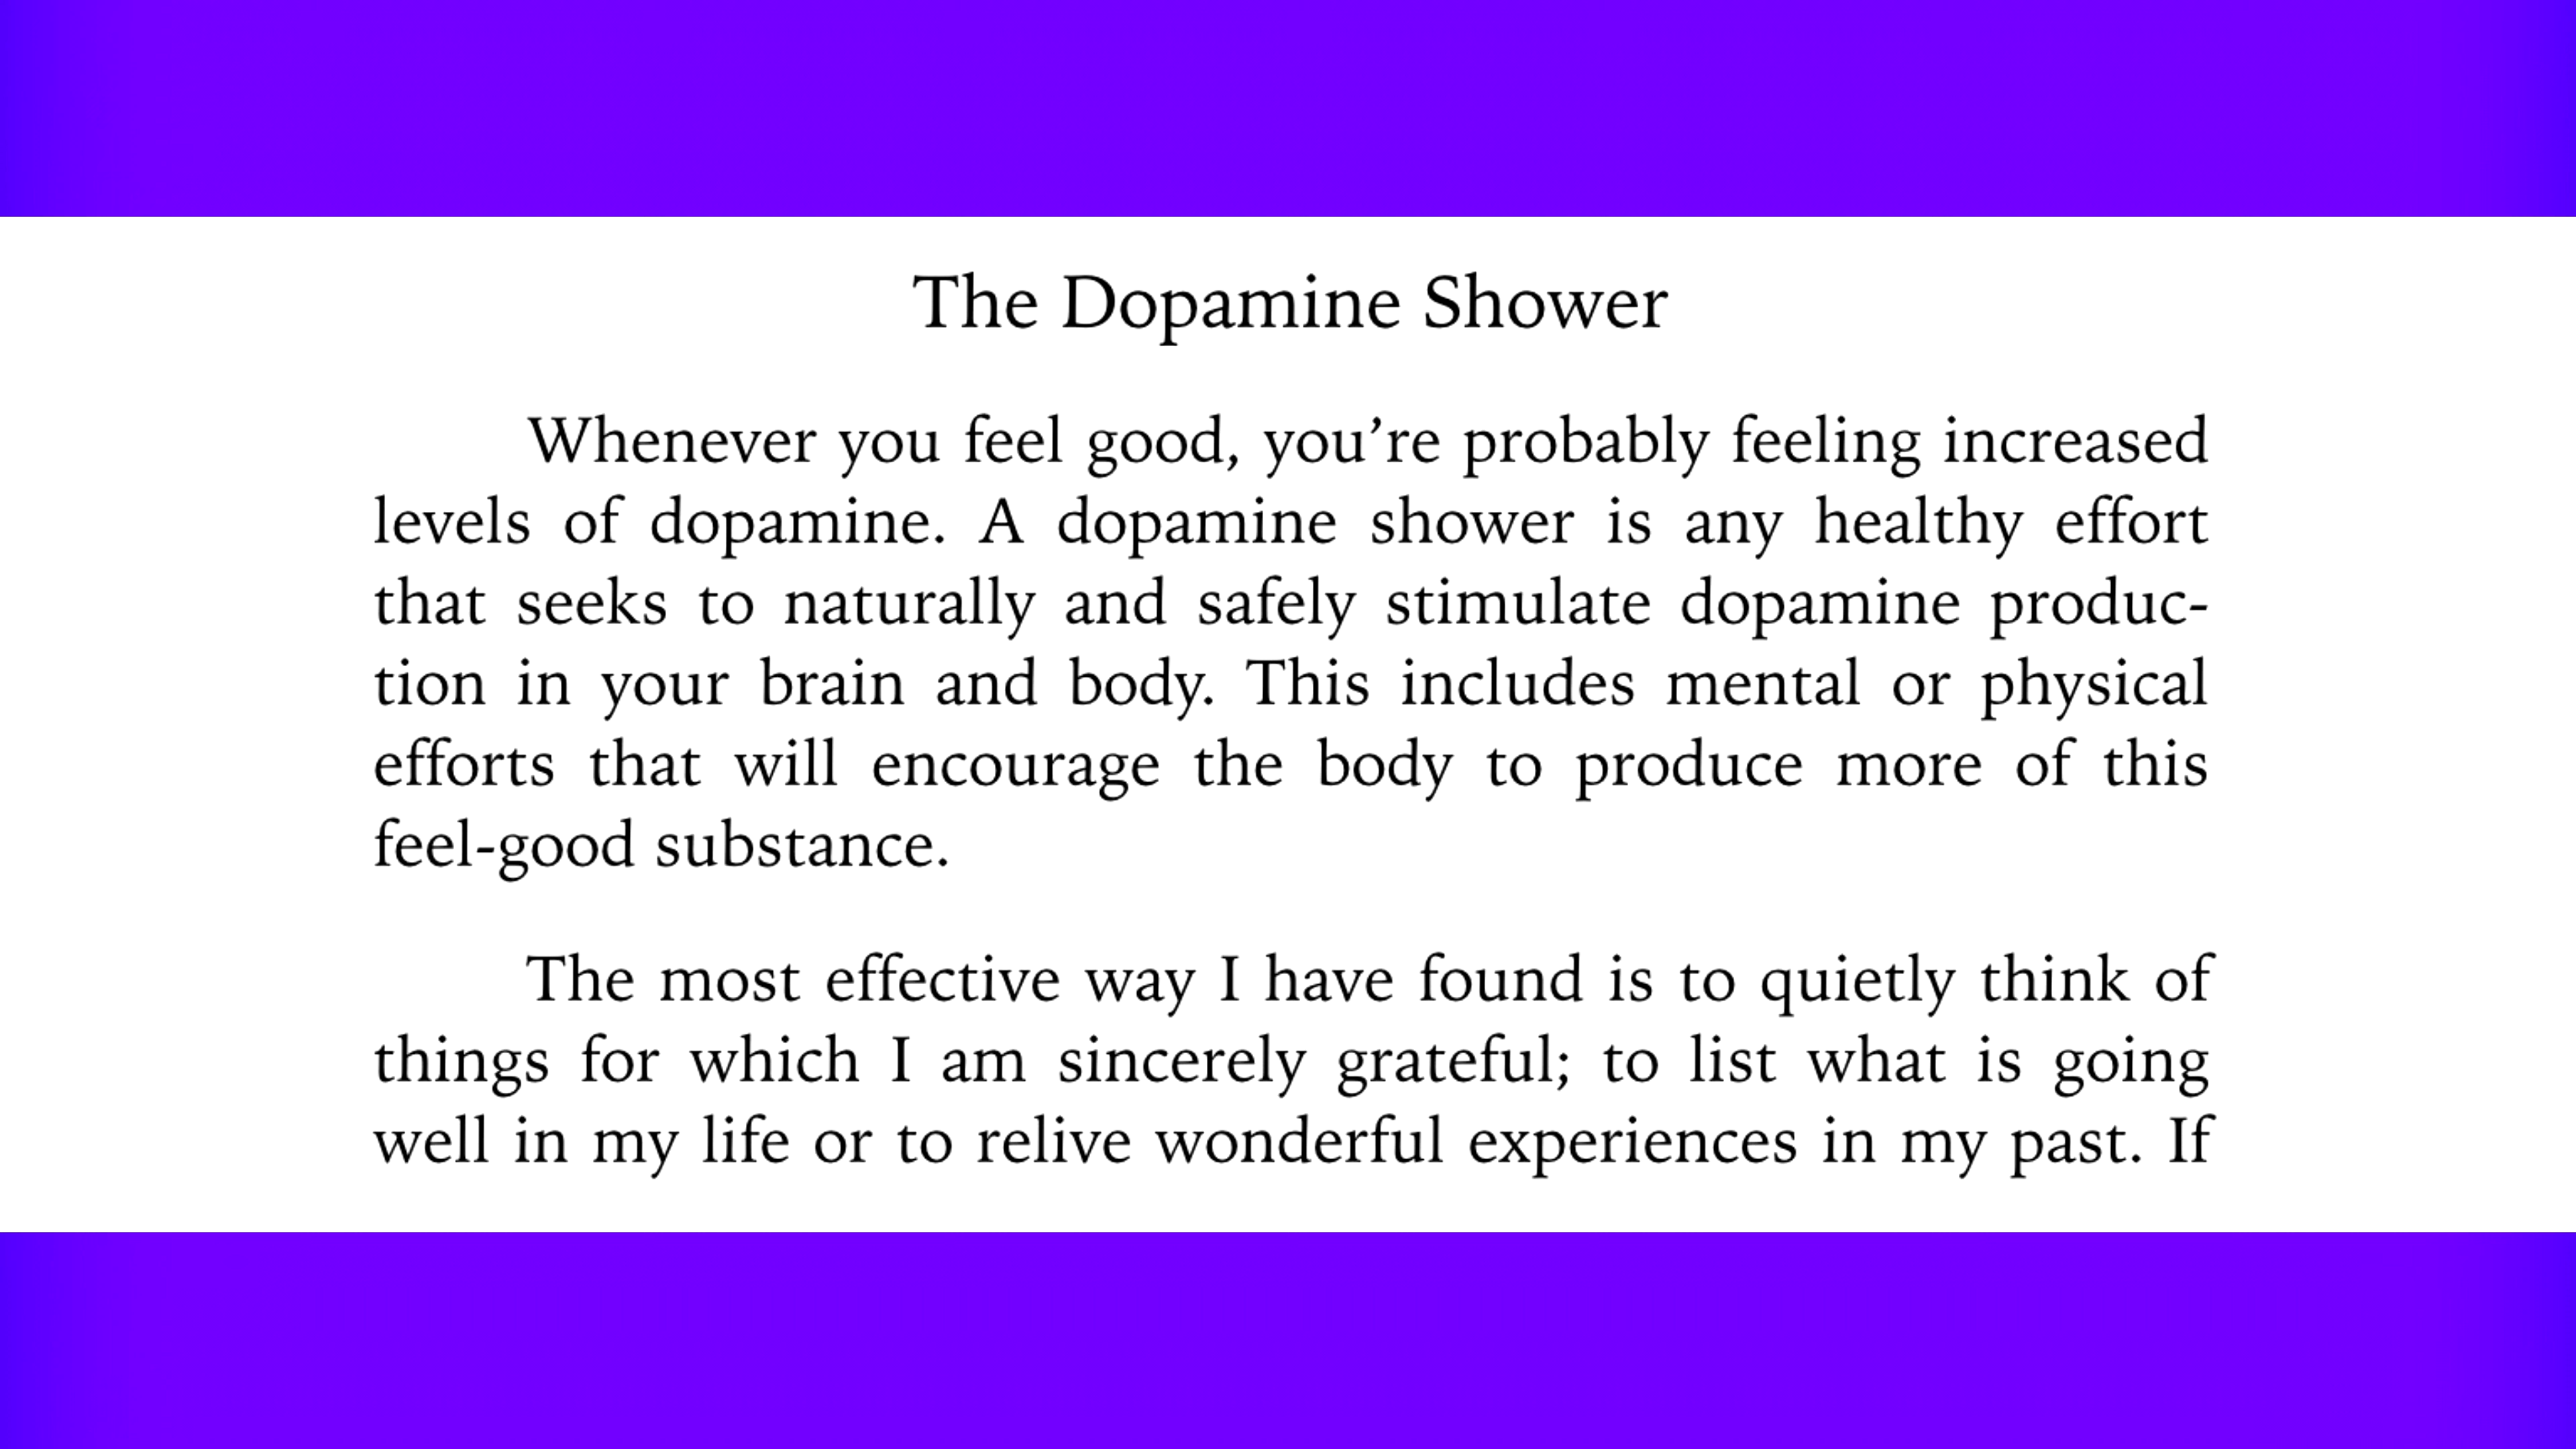 The Dopamine Shower
Whenever you feel good, you’re probably feeling increased
levels of dopamine. A dopamine shower is any healthy effort
that seeks to naturally and safely stimulate dopamine produc-
tion in your brain and body. This includes mental or physical
efforts that will encourage the body to produce more of this
feel-good substance.
The most effective way I have found is to quietly think of
things for which I am sincerely grateful; to list what is going
well in my life or to relive wonderful experiences in my past. If